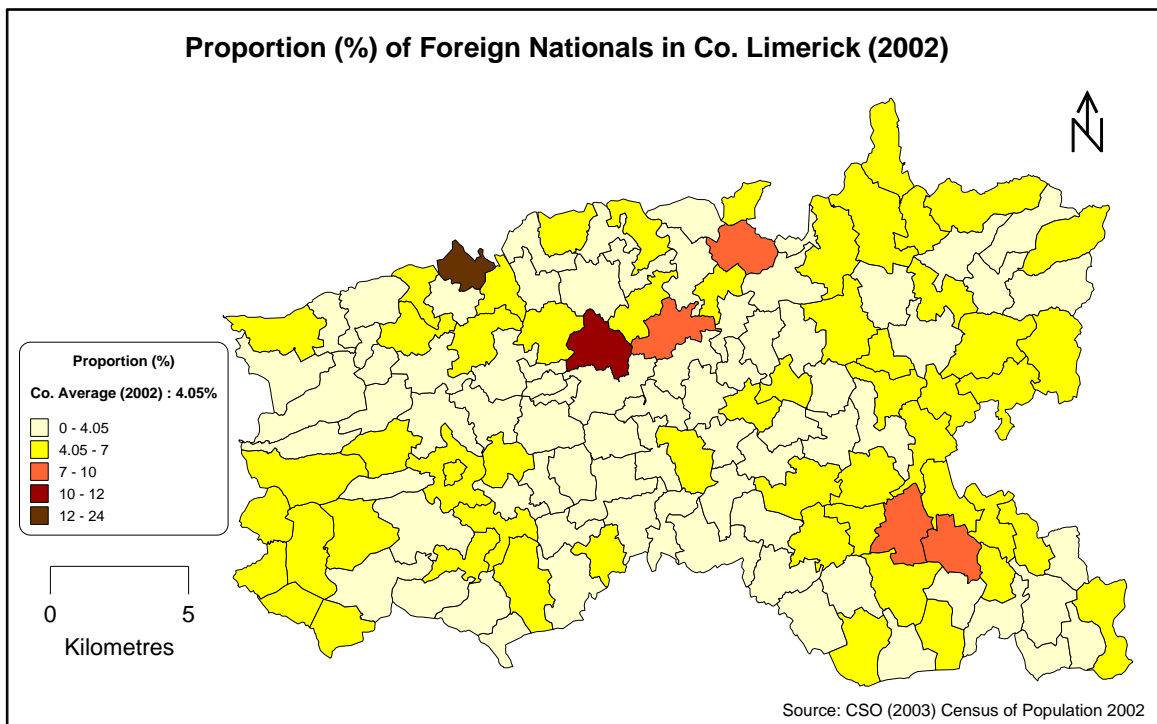 Proportion (%) of Foreign Nationals in Co. Limerick (2002)
N
Proportion (%)
Co. Average (2002) : 4.05%
0 - 4.05
4.05 - 7
7 - 10
10 - 12
12 - 24
0 5
Kilometres
Source: CSO (2003) Census of Population 2002